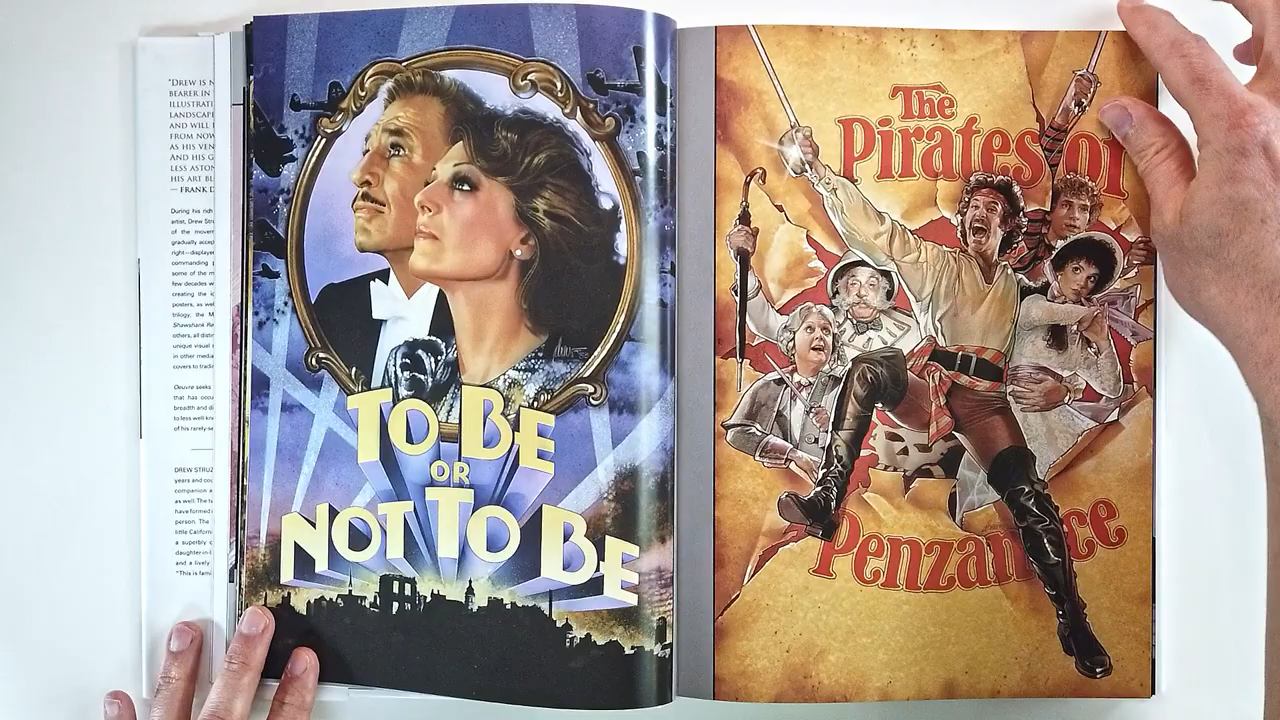 "DREW IS N
BEARER IN
ILLUSTRATI
LANDSCAPE
AND WILL
FROM NOW
AS HIS VEN
AND HIS G
LESS ASTON
HIS ART BL
— FRANK D
During his rich
artist, Drew Stru
of the movem
gradually accep
right—displaye
commanding
some of the m
few decades w
creating the ic
posters, as wel
trilogy, the M
Shawshank Re
others, all disti
unique visual
in other media
covers to tradi
Oeuvre seeks
that has occu
breadth and di
to less well kn
of his rarely-se
DREW STRUZ
years and cou
companion a
as well. The tw
have formed
person. The
little Californ
a superbly c
daughter-in-l
and a lively
"This is fami
TO BE
OR
NOT TO BE
The
Pirates of
Penzance